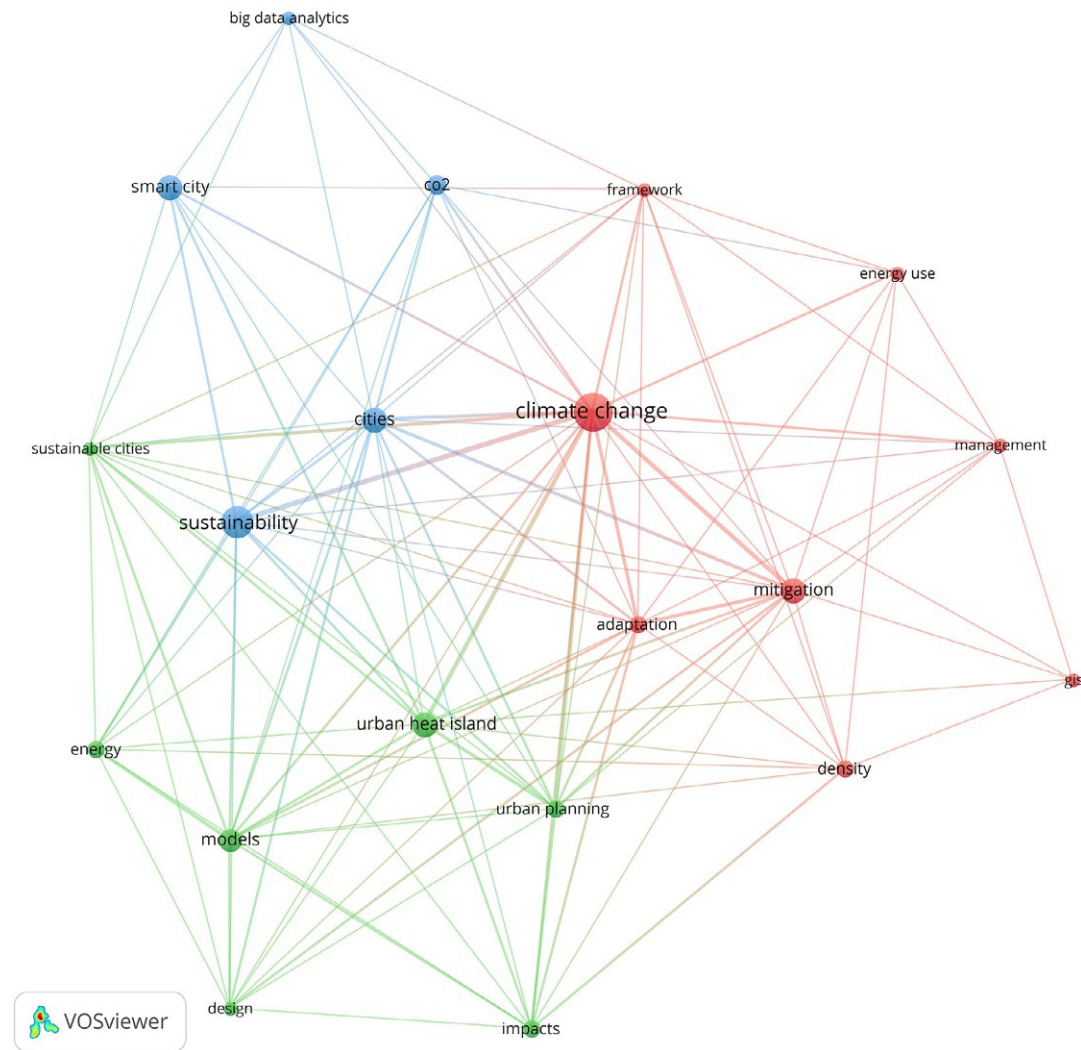 big data analytics
smart city
co2
framework
energy use
climate change
cities
sustainable cities
management
sustainability
mitigation
adaptation
gis
urban heat island
energy
density
urban planning
models
design
impacts
VOSviewer